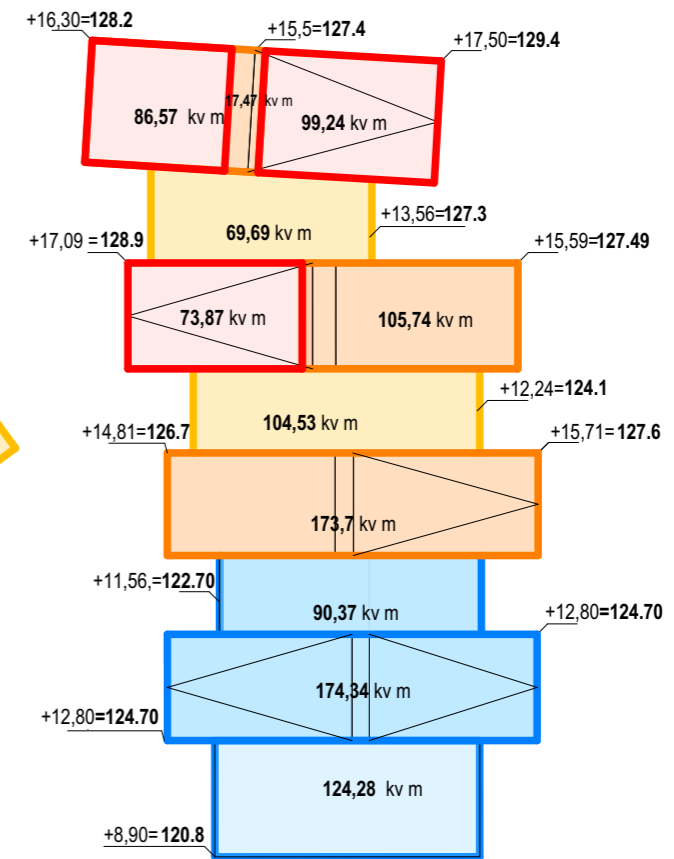 +16,30=128.2
+15,5=127.4
+17,50=129.4
17,47 kv m
86,57 kv m
99,24 kv m
+13,56=127.3
69,69 kv m
+17,09 =128.9
+15,59=127.49
73,87 kv m
105,74 kv m
+12,24=124.1
104,53 kv m
+14,81=126.7
+15,71= 127.6
173,7 kv m
+11,56,=122.70
90,37 kv m
+12,80=124.70
174,34 kv m
+12,80=124.70
124,28 kv m
+8,90= 120.8